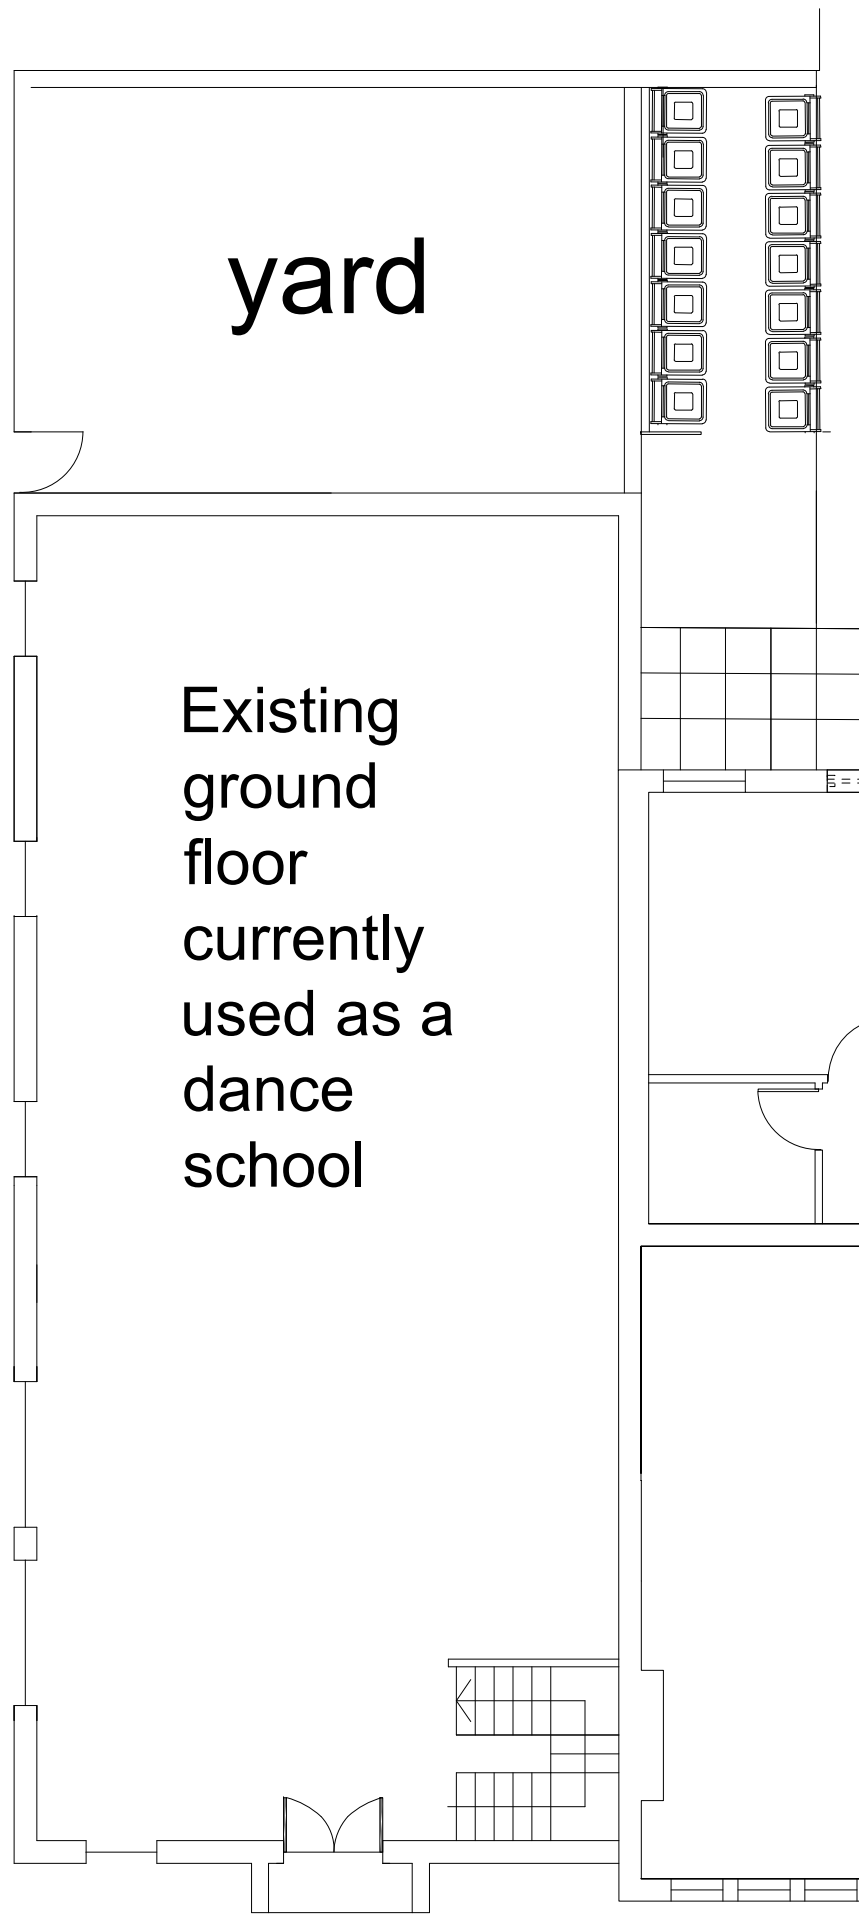 yard
Existing
ground
floor
currently
used as a
dance
school